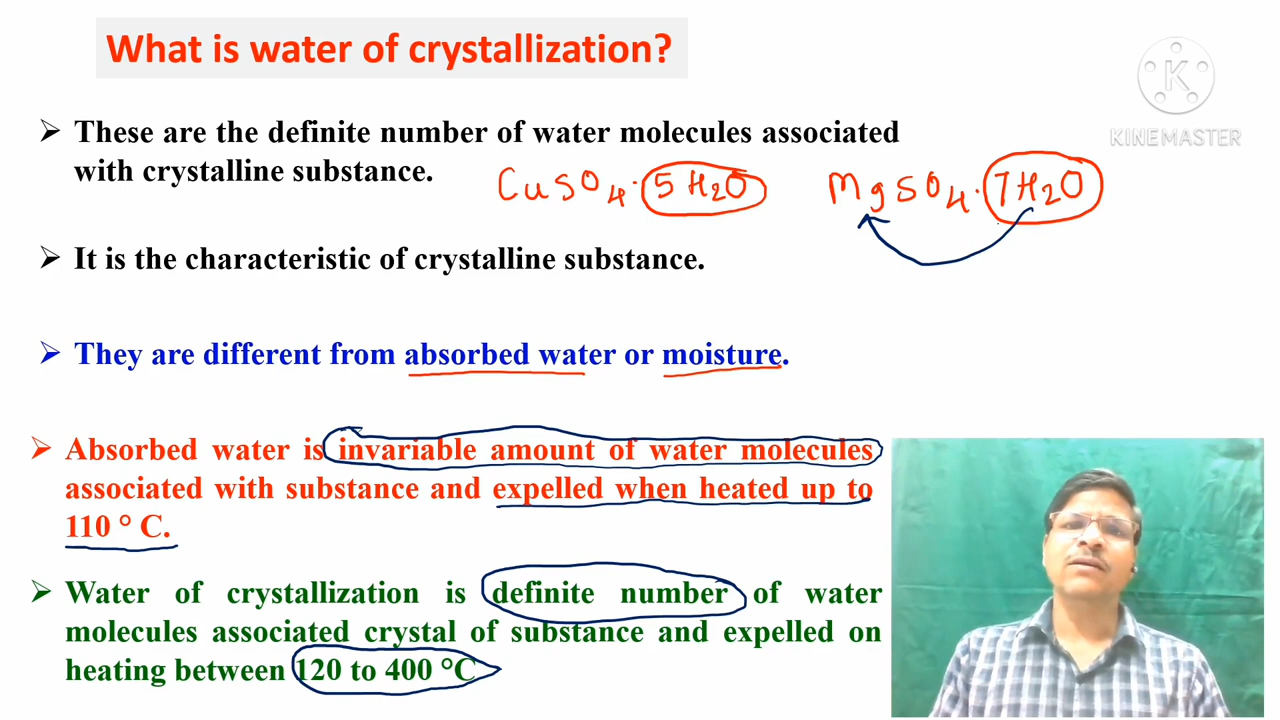 What is water of crystallization?
K
KINEMASTER
➢ These are the definite number of water molecules associated
with crystalline substance.
CuSO4·5H2O
MgSO4·7H2O
➢ It is the characteristic of crystalline substance.
➢ They are different from absorbed water or moisture.
➢ Absorbed water is invariable amount of water molecules
associated with substance and expelled when heated up to
110 ° C.
➢ Water of crystallization is definite number of water
molecules associated crystal of substance and expelled on
heating between 120 to 400 °C